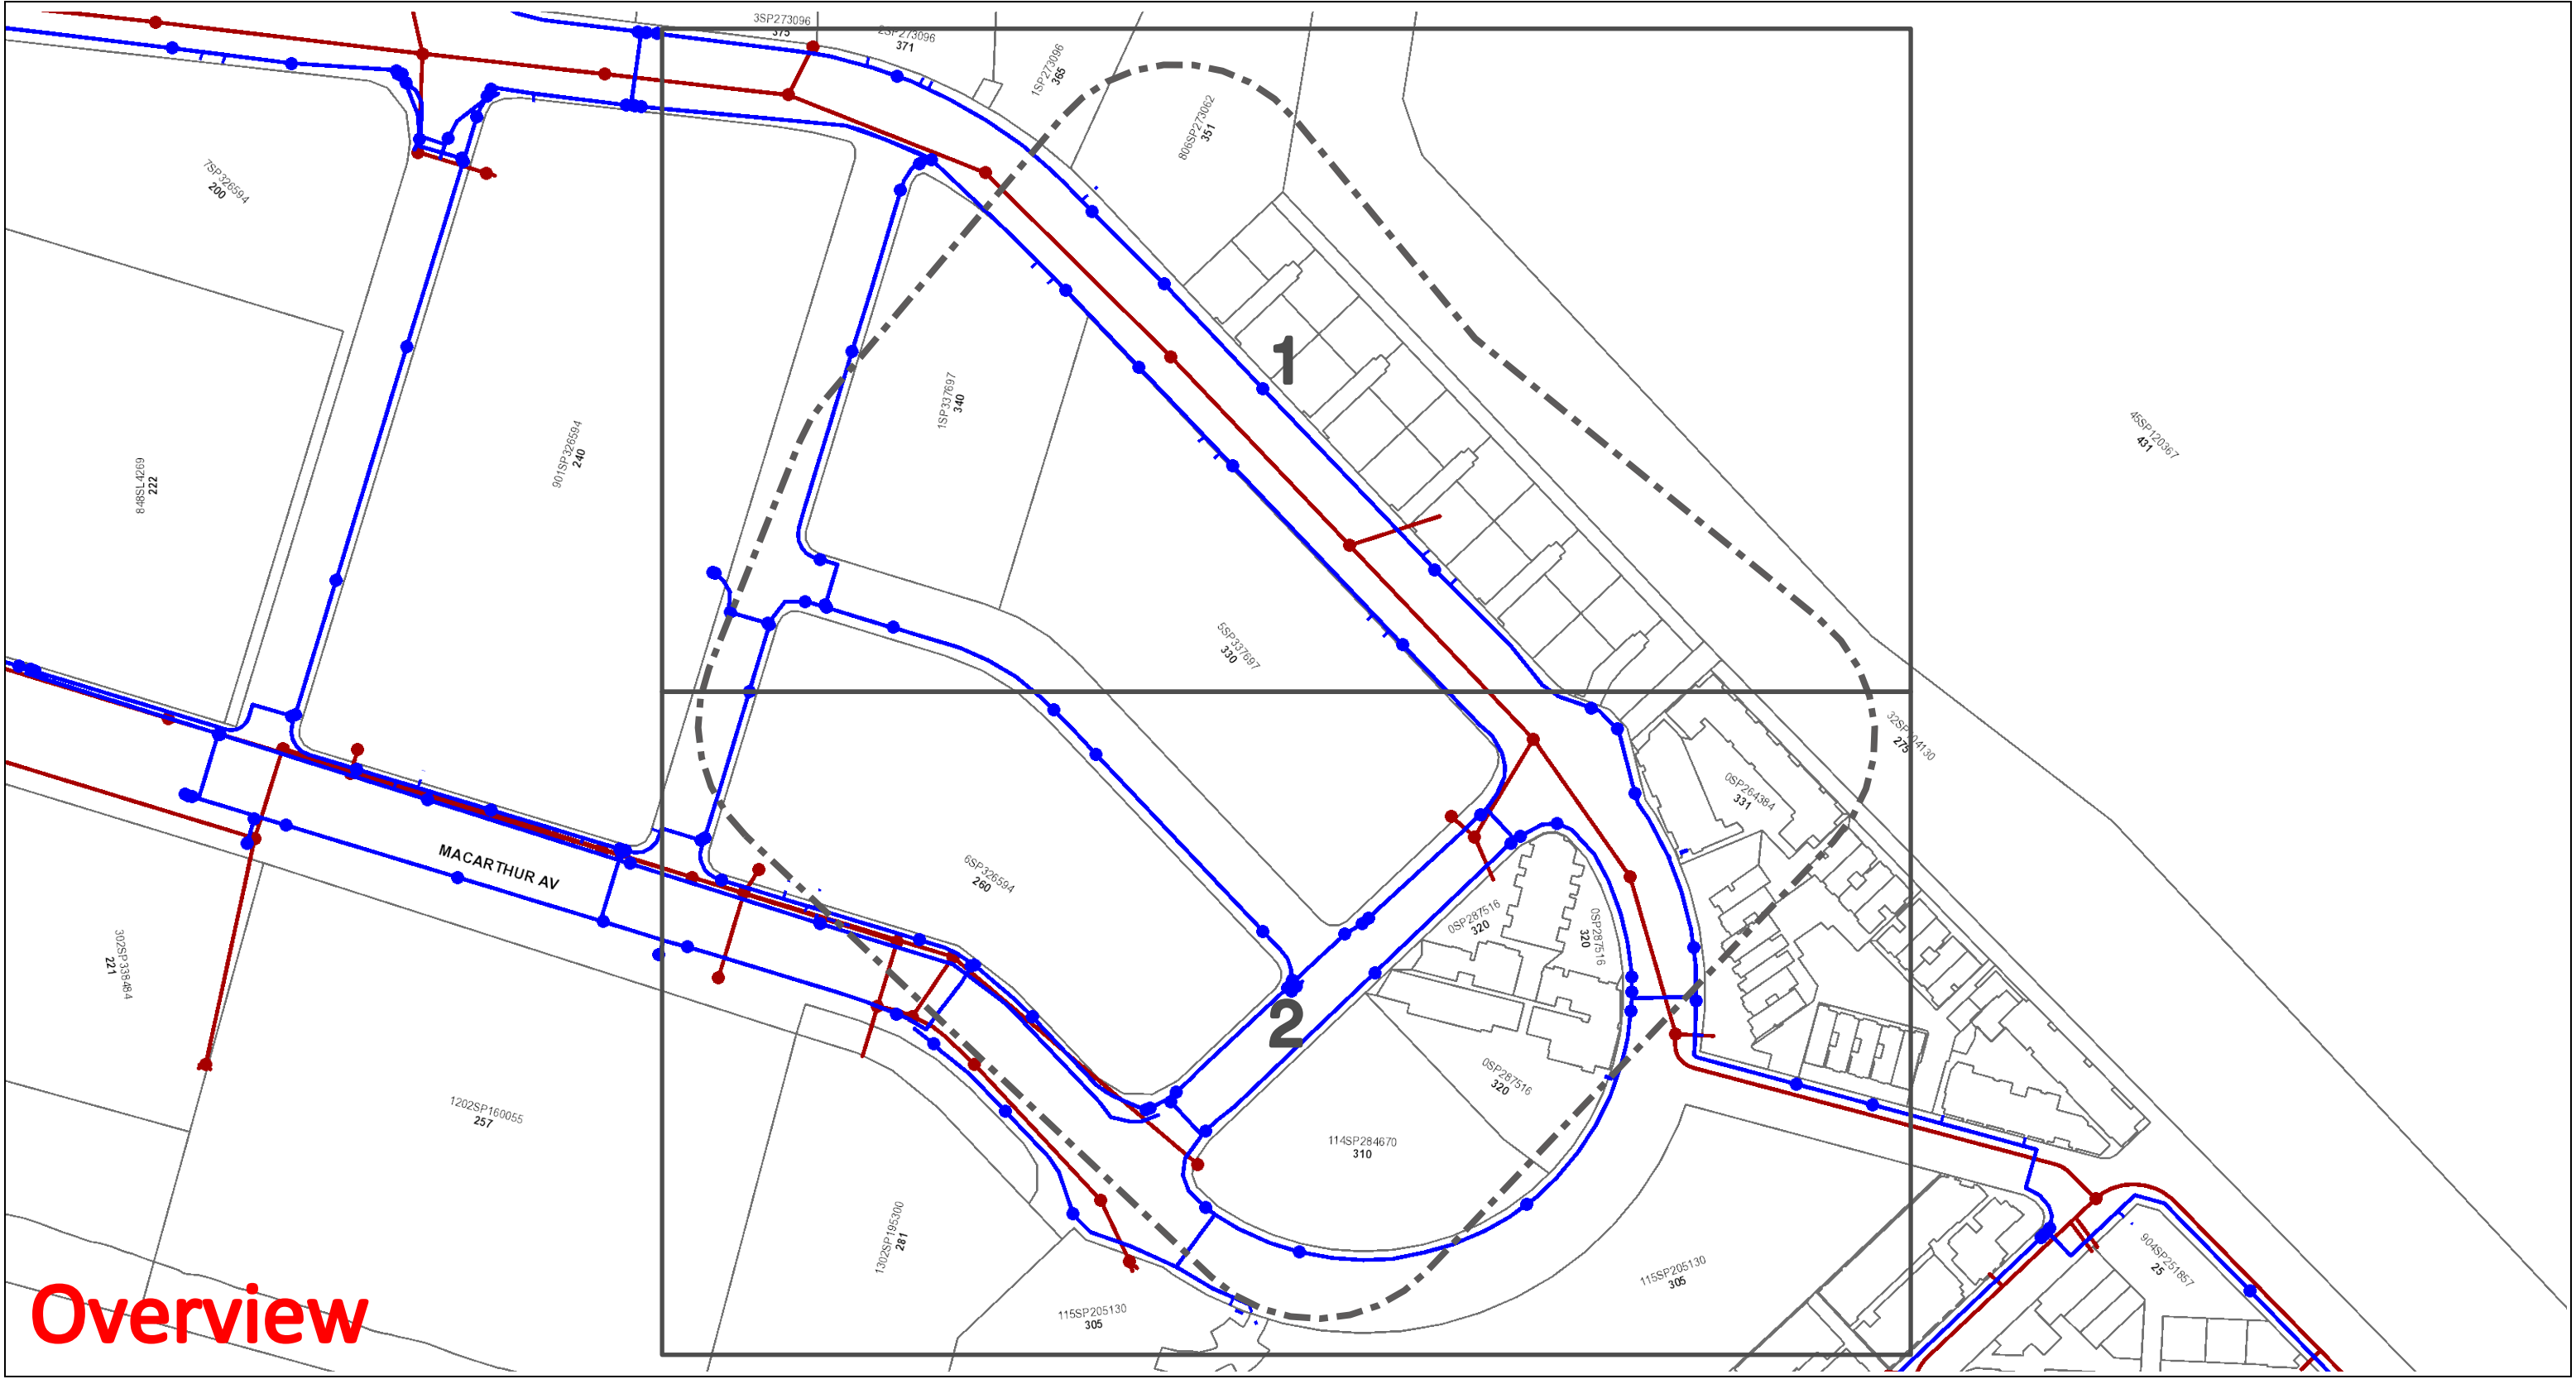 3SP273096
375
2SP273096
371
1SP273096
365
806SP273062
351
7SP326594
200
1
1SP337697
340
45SP120367
431
848SL4269
222
901SP326594
240
5SP337697
330
32SP104130
275
0SP264384
331
MACARTHUR AV
6SP326594
260
0SP287516
320
0SP287516
320
302SP338484
221
2
0SP287516
320
1202SP160055
257
114SP284670
310
1302SP195300
281
904SP251857
25
115SP205130
305
115SP205130
305
Overview